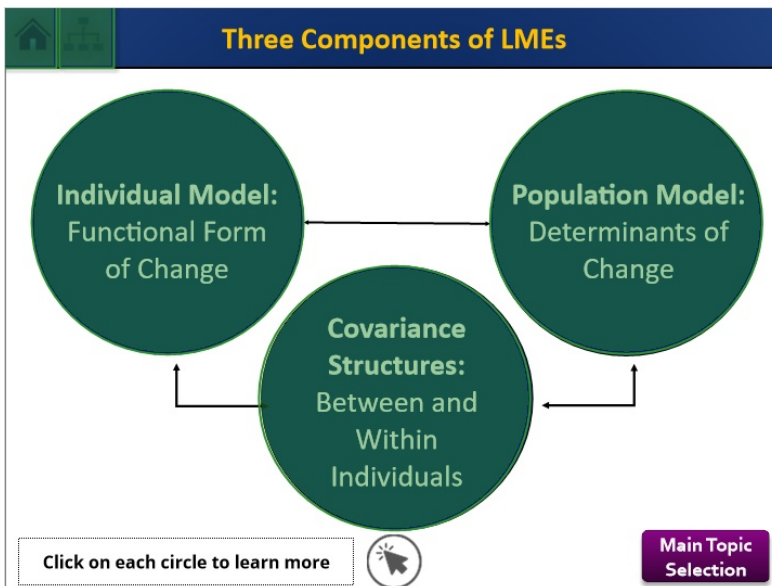 Three Components of LMEs
Individual Model:
Functional Form
of Change
Population Model:
Determinants of
Change
Covariance
Structures:
Between and
Within
Individuals
Click on each circle to learn more
Main Topic
Selection